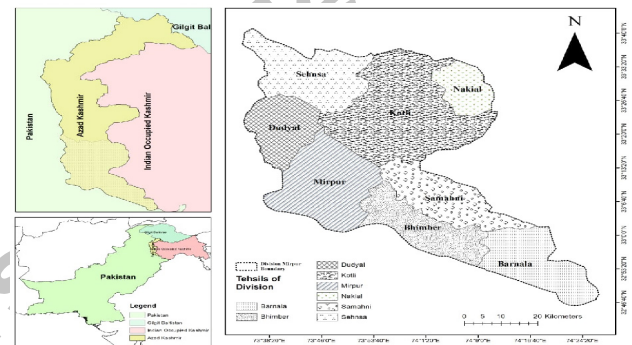 Gilgit Bal
Pakistan
Azad Kashmir
Indian Occupied Kashmir
Pakistan
Legend
Pakistan
Gilgit Baltistan
Indian Occupied Kashmir
Azad Kashmir
N
Sehnsa
Nakial
Kotli
Dudyal
Mirpur
Samahni
Bhimber
Barnala
Division Mirpur
Boundary
Tehsils of
Division
Barnala
Bhimber
Dudyal
Kotli
Mirpur
Nakial
Samahni
Sehnsa
0 5 10 20 Kilometers